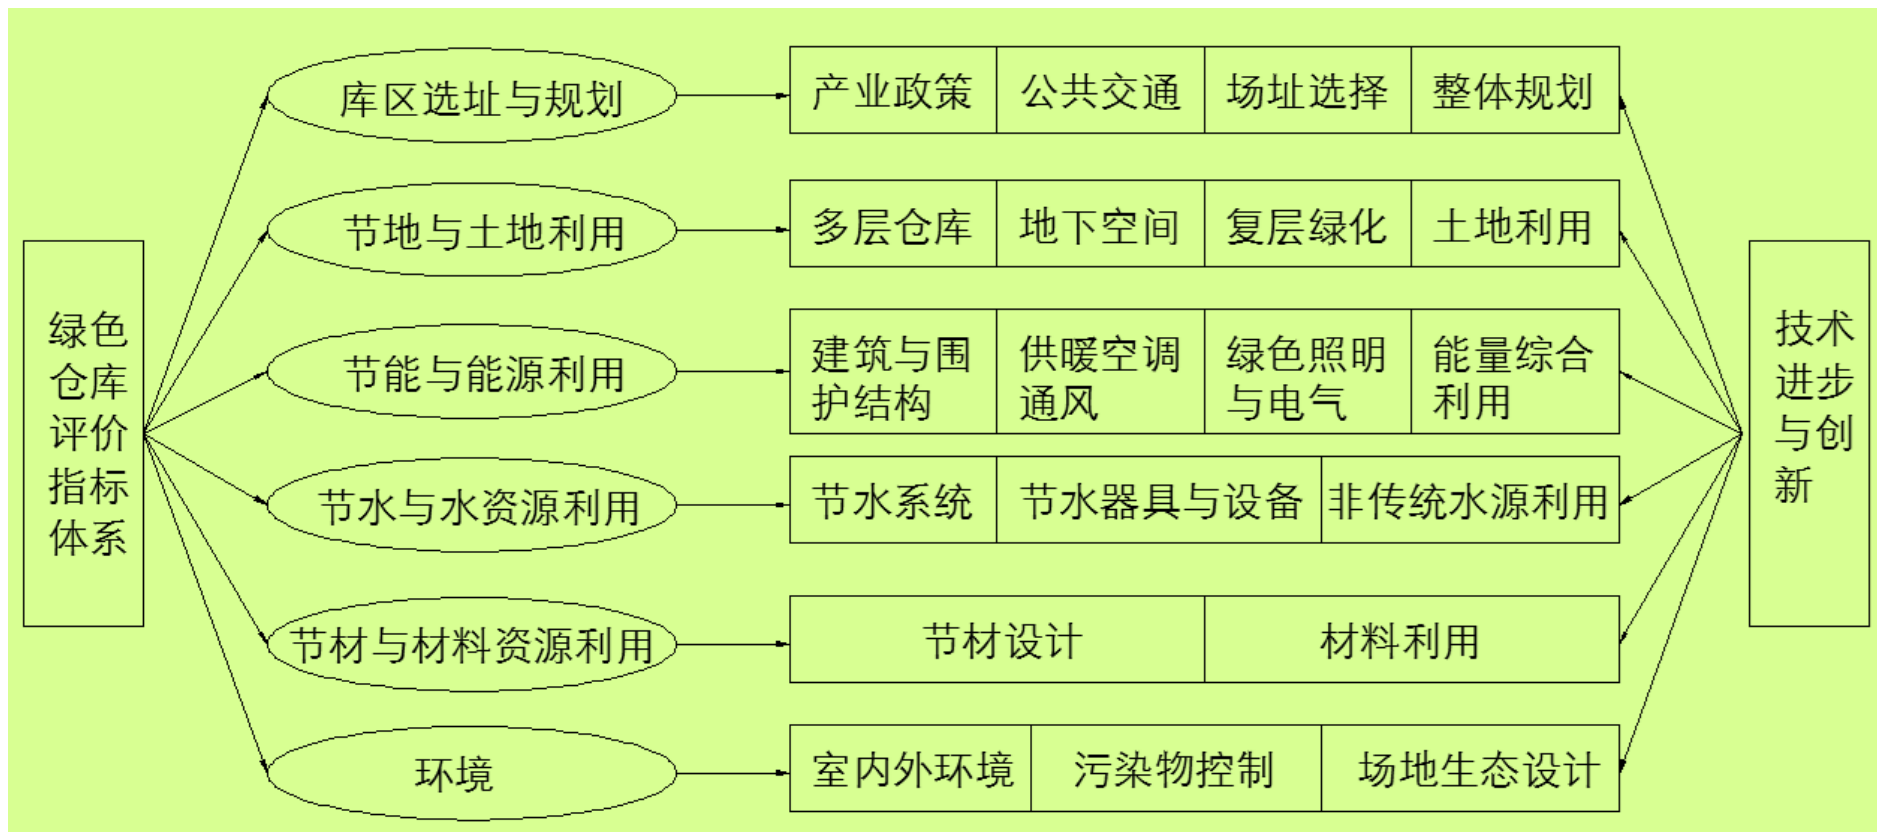 绿色
仓库
评价
指标
体系
库区选址与规划
产业政策
公共交通
场址选择
整体规划
节地与土地利用
多层仓库
地下空间
复层绿化
土地利用
节能与能源利用
建筑与围
护结构
供暖空调
通风
绿色照明
与电气
能量综合
利用
节水与水资源利用
节水系统
节水器具与设备
非传统水源利用
节材与材料资源利用
节材设计
材料利用
环境
室内外环境
污染物控制
场地生态设计
技术
进步
与创
新